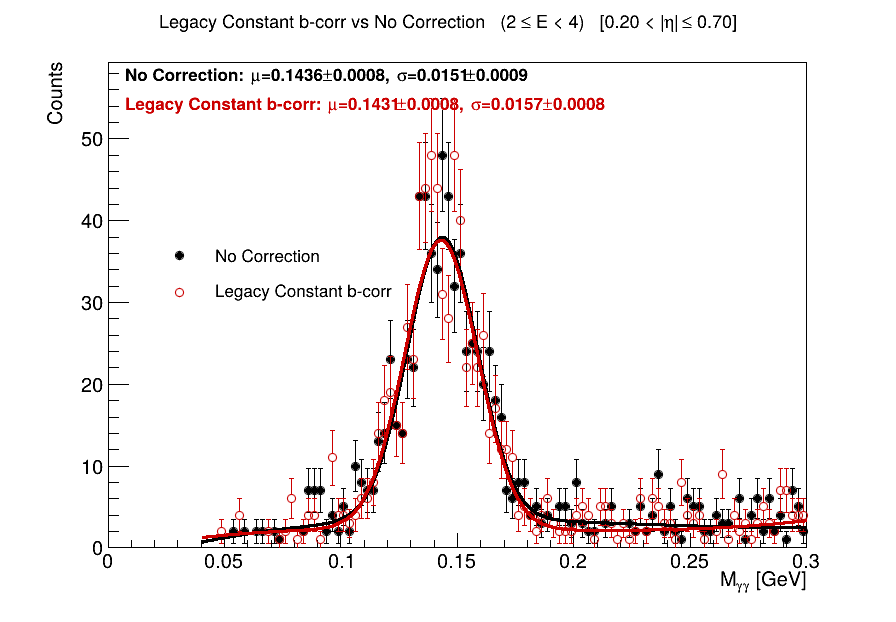 Legacy Constant b-corr vs No Correction (2 ≤ E < 4) [0.20 < |η| ≤ 0.70]
Counts
No Correction: μ=0.1436±0.0008, σ=0.0151±0.0009
Legacy Constant b-corr: μ=0.1431±0.0008, σ=0.0157±0.0008
50
40
No Correction
Legacy Constant b-corr
30
20
10
0
0 0.05 0.1 0.15 0.2 0.25 0.3
M_γγ [GeV]